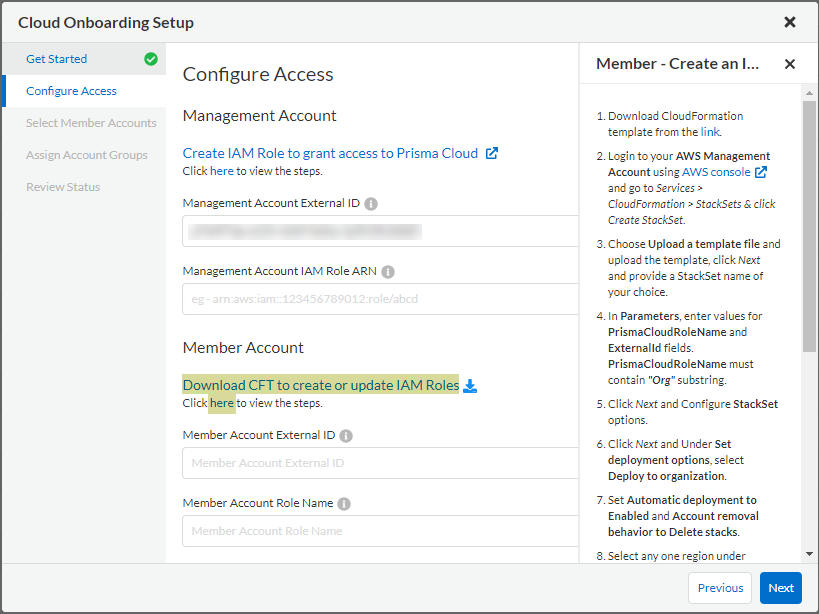 Cloud Onboarding Setup
Get Started
Configure Access
Select Member Accounts
Assign Account Groups
Review Status
Configure Access
Management Account
Create IAM Role to grant access to Prisma Cloud
Click here to view the steps.
Management Account External ID
Management Account IAM Role ARN
eg - arn:aws:iam::123456789012:role/abcd
Member Account
Download CFT to create or update IAM Roles
Click here to view the steps.
Member Account External ID
Member Account External ID
Member Account Role Name
Member Account Role Name
Member - Create an I...
1. Download CloudFormation
template from the link.
2. Login to your AWS Management
Account using AWS console
and go to Services >
CloudFormation > StackSets & click
Create StackSet.
3. Choose Upload a template file and
upload the template, click Next
and provide a StackSet name of
your choice.
4. In Parameters, enter values for
PrismaCloudRoleName and
ExternalId fields.
PrismaCloudRoleName must
contain "Org" substring.
5. Click Next and Configure StackSet
options.
6. Click Next and Under Set
deployment options, select
Deploy to organization.
7. Set Automatic deployment to
Enabled and Account removal
behavior to Delete stacks.
8. Select any one region under
Previous
Next